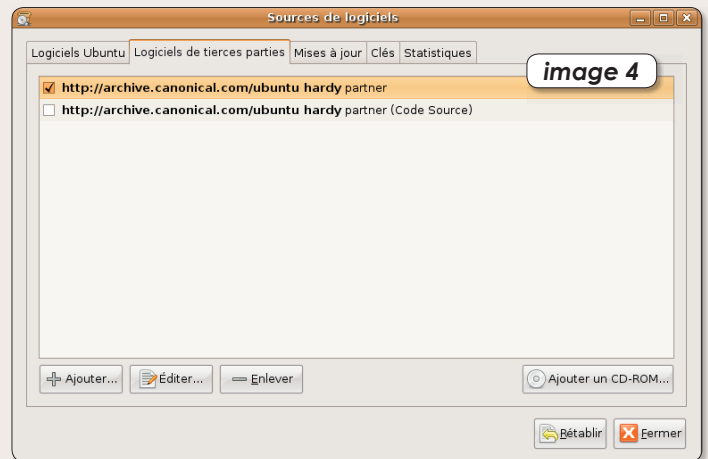 Sources de logiciels
Logiciels Ubuntu Logiciels de tierces parties Mises à jour Clés Statistiques
image 4
http://archive.canonical.com/ubuntu hardy partner
http://archive.canonical.com/ubuntu hardy partner (Code Source)
Ajouter... Éditer... Enlever Ajouter un CD-ROM...
Rétablir Fermer